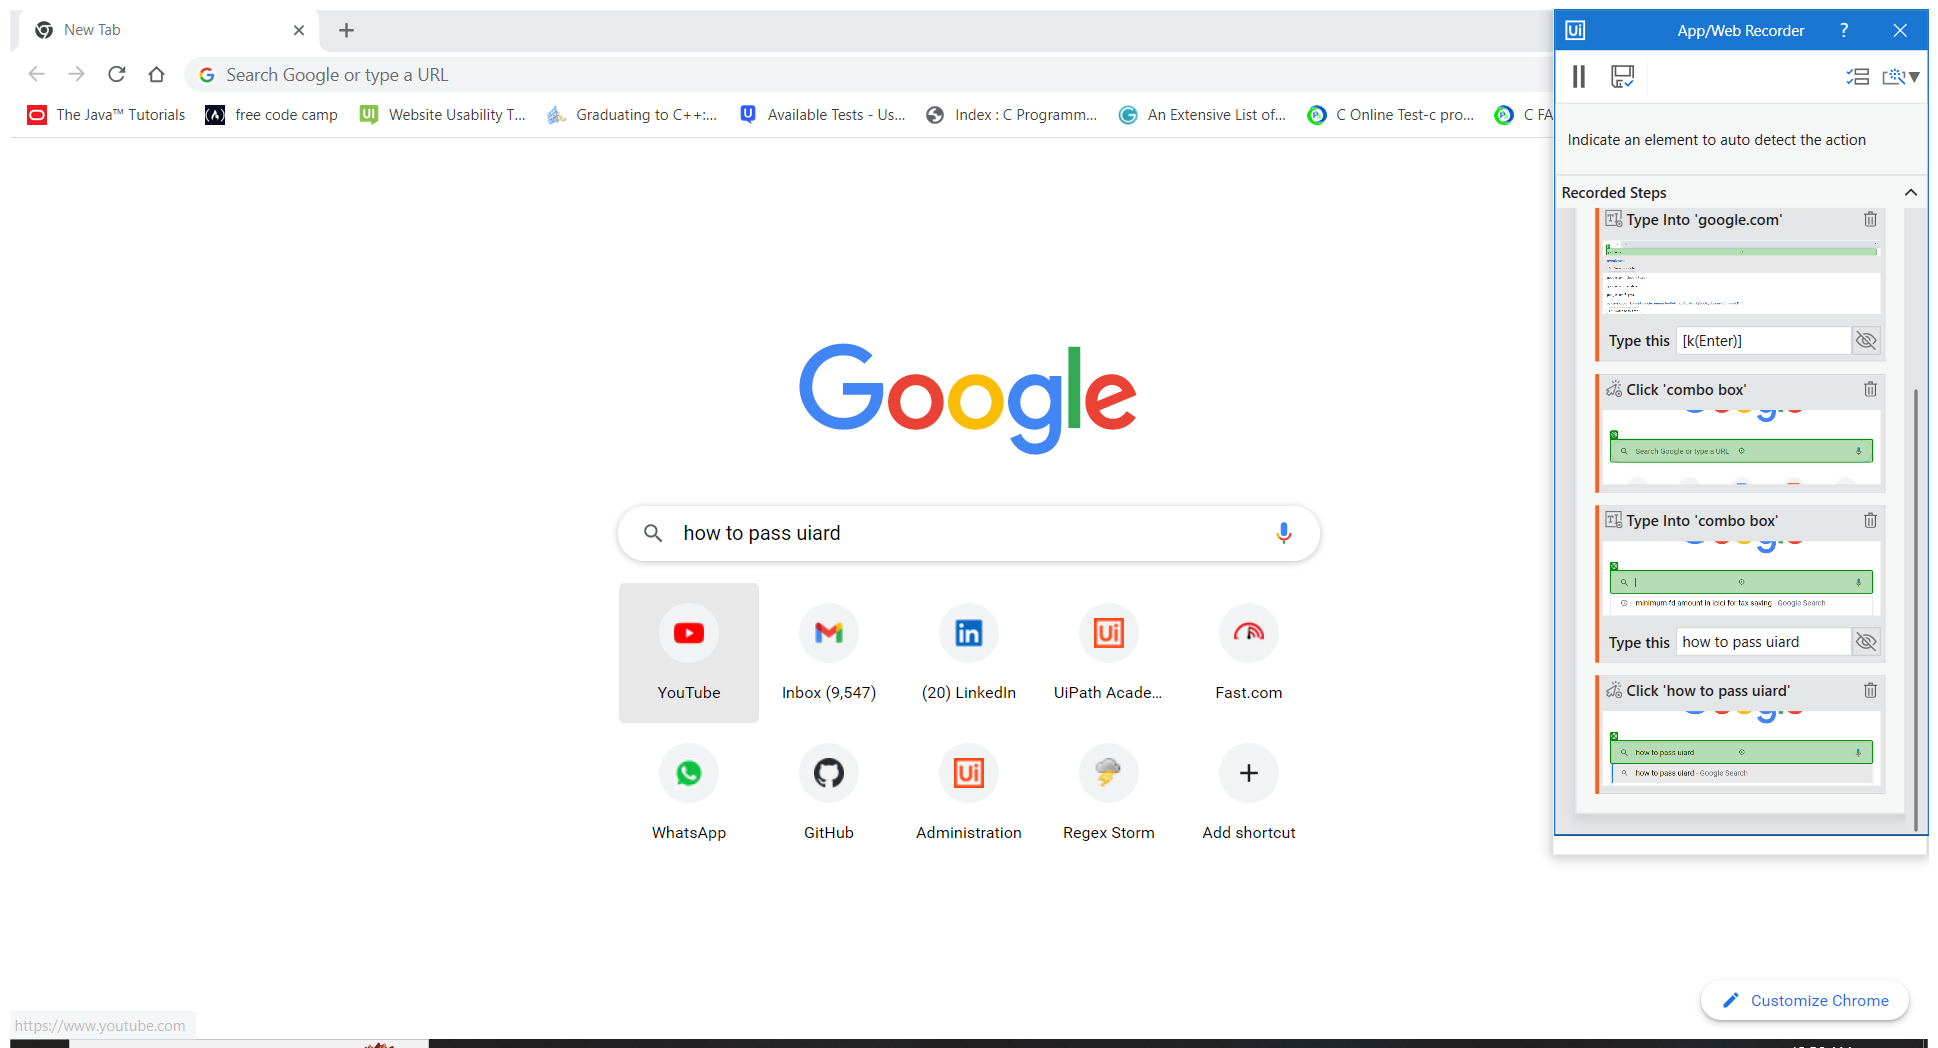 New Tab
Search Google or type a URL
The Java™ Tutorials
free code camp
Website Usability T...
Graduating to C++:...
Available Tests - Us...
Index : C Programm...
An Extensive List of...
C Online Test-c pro...
C FA
Google
how to pass uiard
YouTube
Inbox (9,547)
(20) LinkedIn
UiPath Acade...
Fast.com
WhatsApp
GitHub
Administration
Regex Storm
Add shortcut
Customize Chrome
https://www.youtube.com
Ui
App/Web Recorder
?
Indicate an element to auto detect the action
Recorded Steps
Type Into 'google.com'
Type this [k(Enter)]
Click 'combo box'
Search Google or type a URL
Type Into 'combo box'
minimum fd amount in icici for tax saving - Google Search
Type this how to pass uiard
Click 'how to pass uiard'
how to pass uiard
how to pass uiard - Google Search